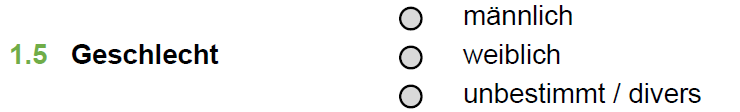 männlich
1.5 Geschlecht
weiblich
unbestimmt / divers